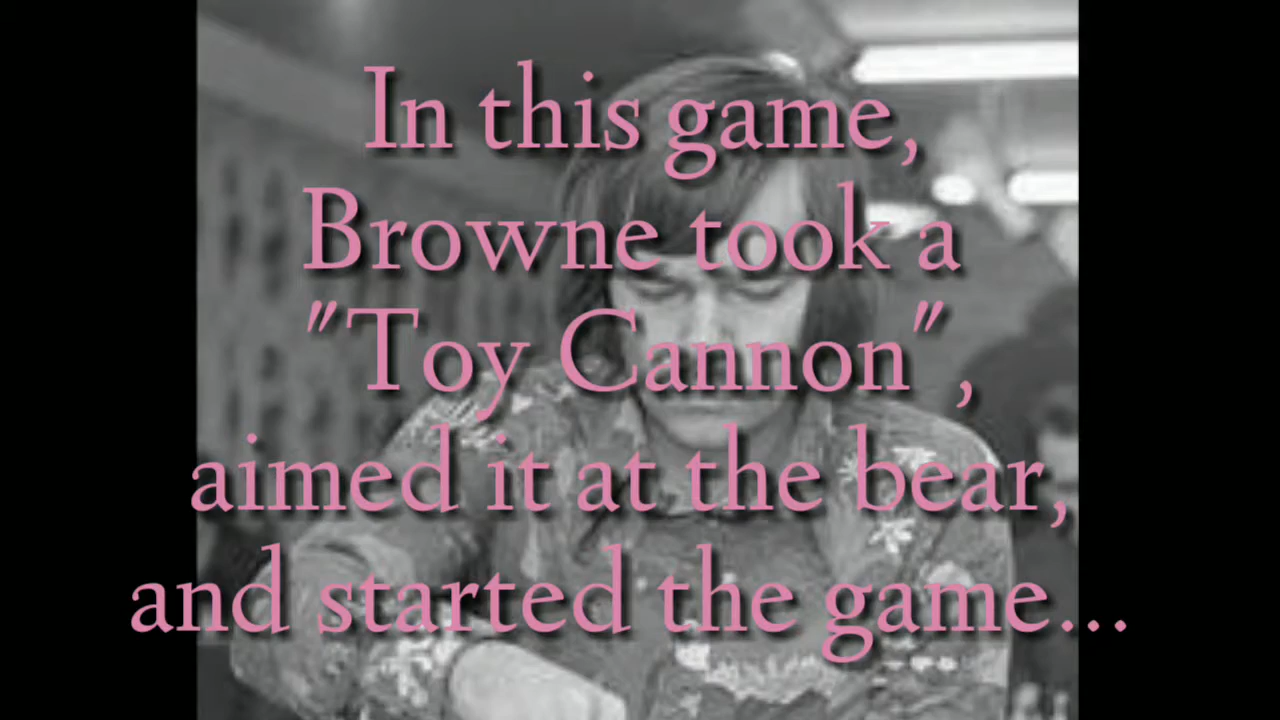 In this game,
Browne took a
"Toy Cannon",
aimed it at the bear,
and started the game...